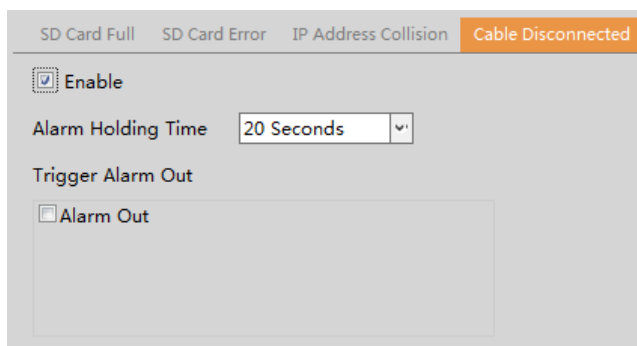 SD Card Full SD Card Error IP Address Collision Cable Disconnected
Enable
Alarm Holding Time 20 Seconds
Trigger Alarm Out
Alarm Out